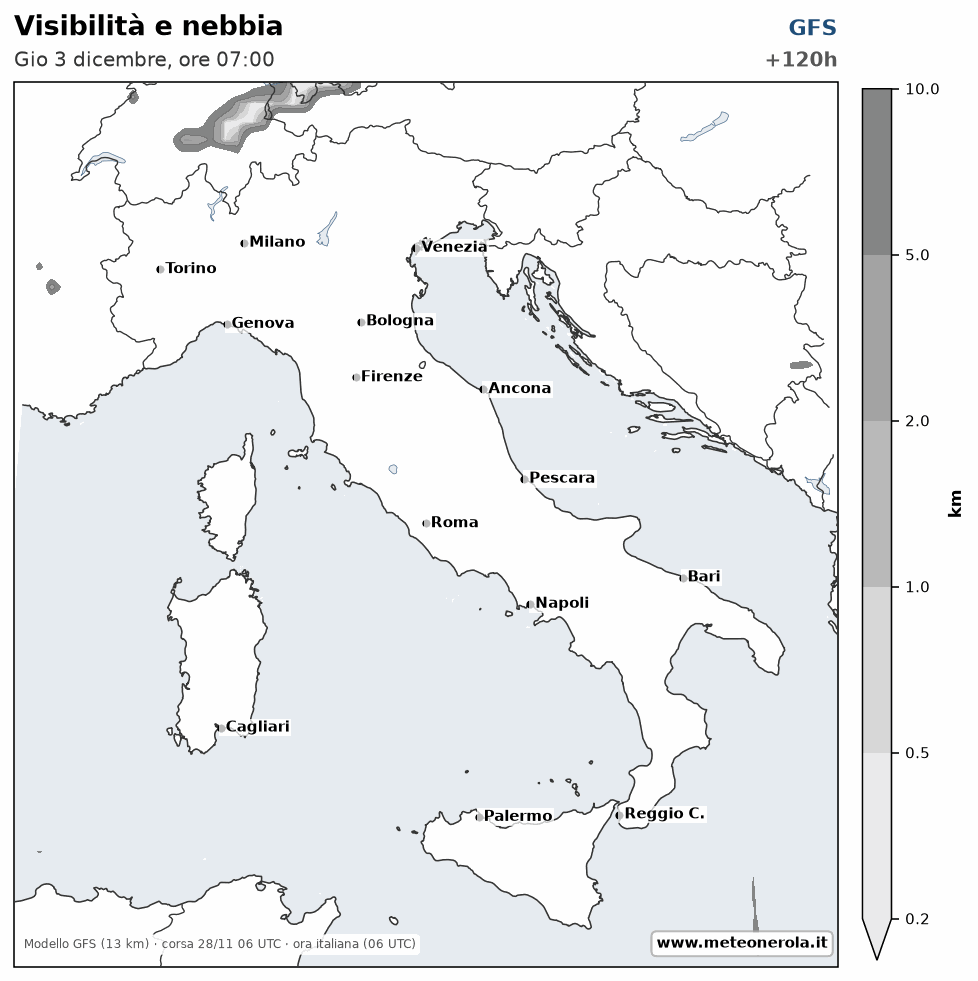 Visibilità e nebbia
GFS
Gio 3 dicembre, ore 07:00
+120h
10.0
5.0
2.0
1.0
0.5
0.2
km
Milano
Venezia
Torino
Genova
Bologna
Firenze
Ancona
Pescara
Roma
Bari
Napoli
Cagliari
Palermo
Reggio C.
Modello GFS (13 km) · corsa 28/11 06 UTC · ora italiana (06 UTC)
www.meteonerola.it